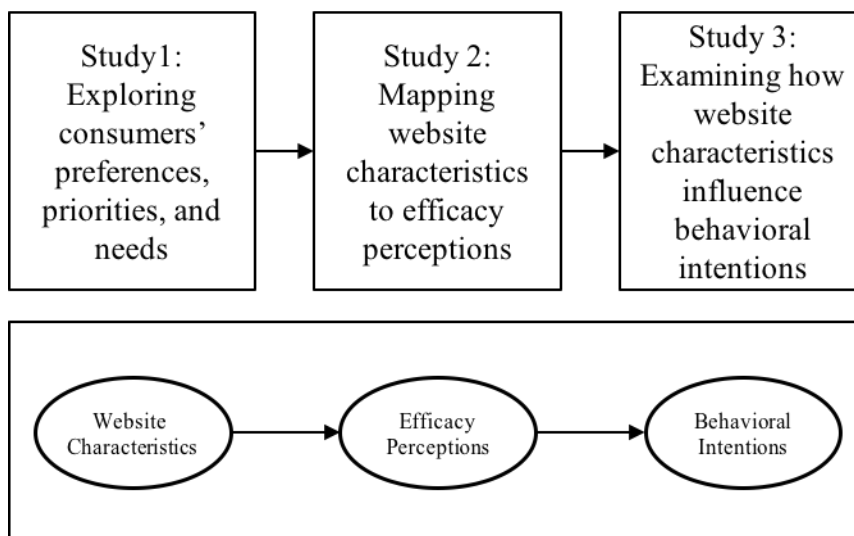 Study1:
Exploring
consumers’
preferences,
priorities, and
needs
Study 2:
Mapping
website
characteristics
to efficacy
perceptions
Study 3:
Examining how
website
characteristics
influence
behavioral
intentions
Website
Characteristics
Efficacy
Perceptions
Behavioral
Intentions